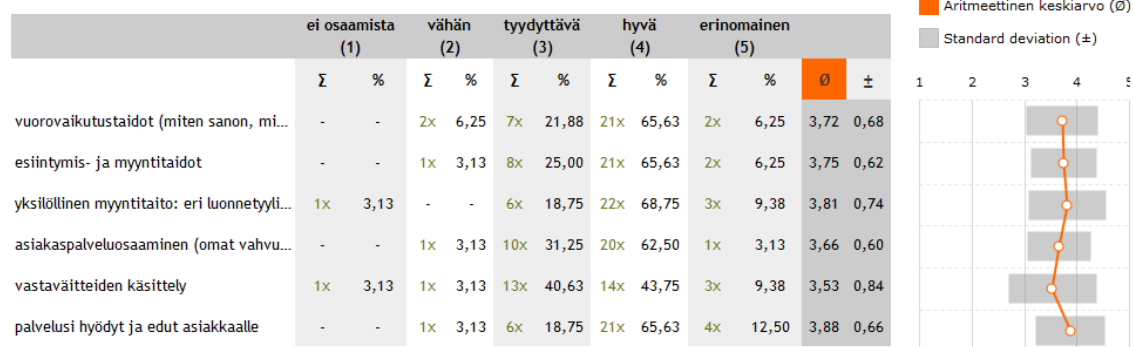 Aritmeettinen keskiarvo (Ø)
Standard deviation (±)
ei osaamista (1) vähän (2) tyydyttävä (3) hyvä (4) erinomainen (5)
Σ % Σ % Σ % Σ % Σ % Ø ±
1 2 3 4 5
vuorovaikutustaidot (miten sanon, mi... - - 2x 6,25 7x 21,88 21x 65,63 2x 6,25 3,72 0,68
esiintymis- ja myyntitaidot - - 1x 3,13 8x 25,00 21x 65,63 2x 6,25 3,75 0,62
yksilöllinen myyntitaito: eri luonnetyyli... 1x 3,13 - - 6x 18,75 22x 68,75 3x 9,38 3,81 0,74
asiakaspalveluosaaminen (omat vahvu... - - 1x 3,13 10x 31,25 20x 62,50 1x 3,13 3,66 0,60
vastaväitteiden käsittely 1x 3,13 1x 3,13 13x 40,63 14x 43,75 3x 9,38 3,53 0,84
palvelusi hyödyt ja edut asiakkaalle - - 1x 3,13 6x 18,75 21x 65,63 4x 12,50 3,88 0,66